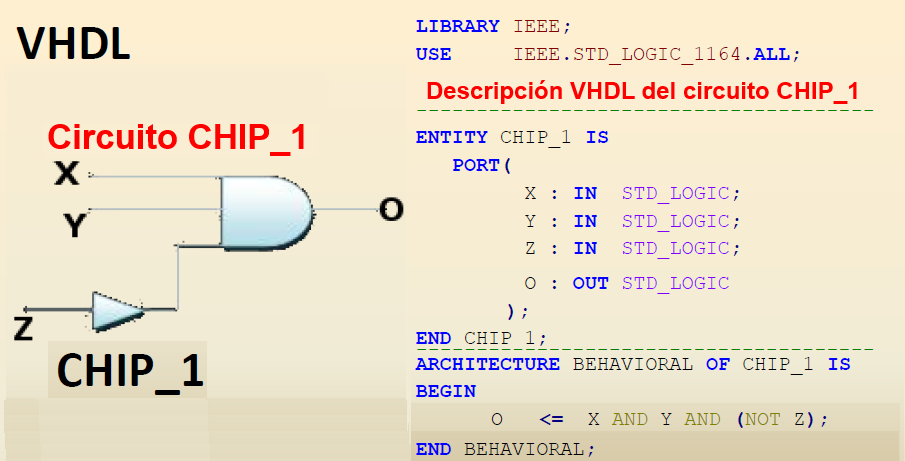 VHDL
Circuito CHIP_1
X
Y
O
Z
CHIP_1
LIBRARY IEEE;
USE IEEE.STD_LOGIC_1164.ALL;
Descripción VHDL del circuito CHIP_1
ENTITY CHIP_1 IS
PORT(
X : IN STD_LOGIC;
Y : IN STD_LOGIC;
Z : IN STD_LOGIC;
O : OUT STD_LOGIC
);
END CHIP_1;
ARCHITECTURE BEHAVIORAL OF CHIP_1 IS
BEGIN
O <= X AND Y AND (NOT Z);
END BEHAVIORAL;